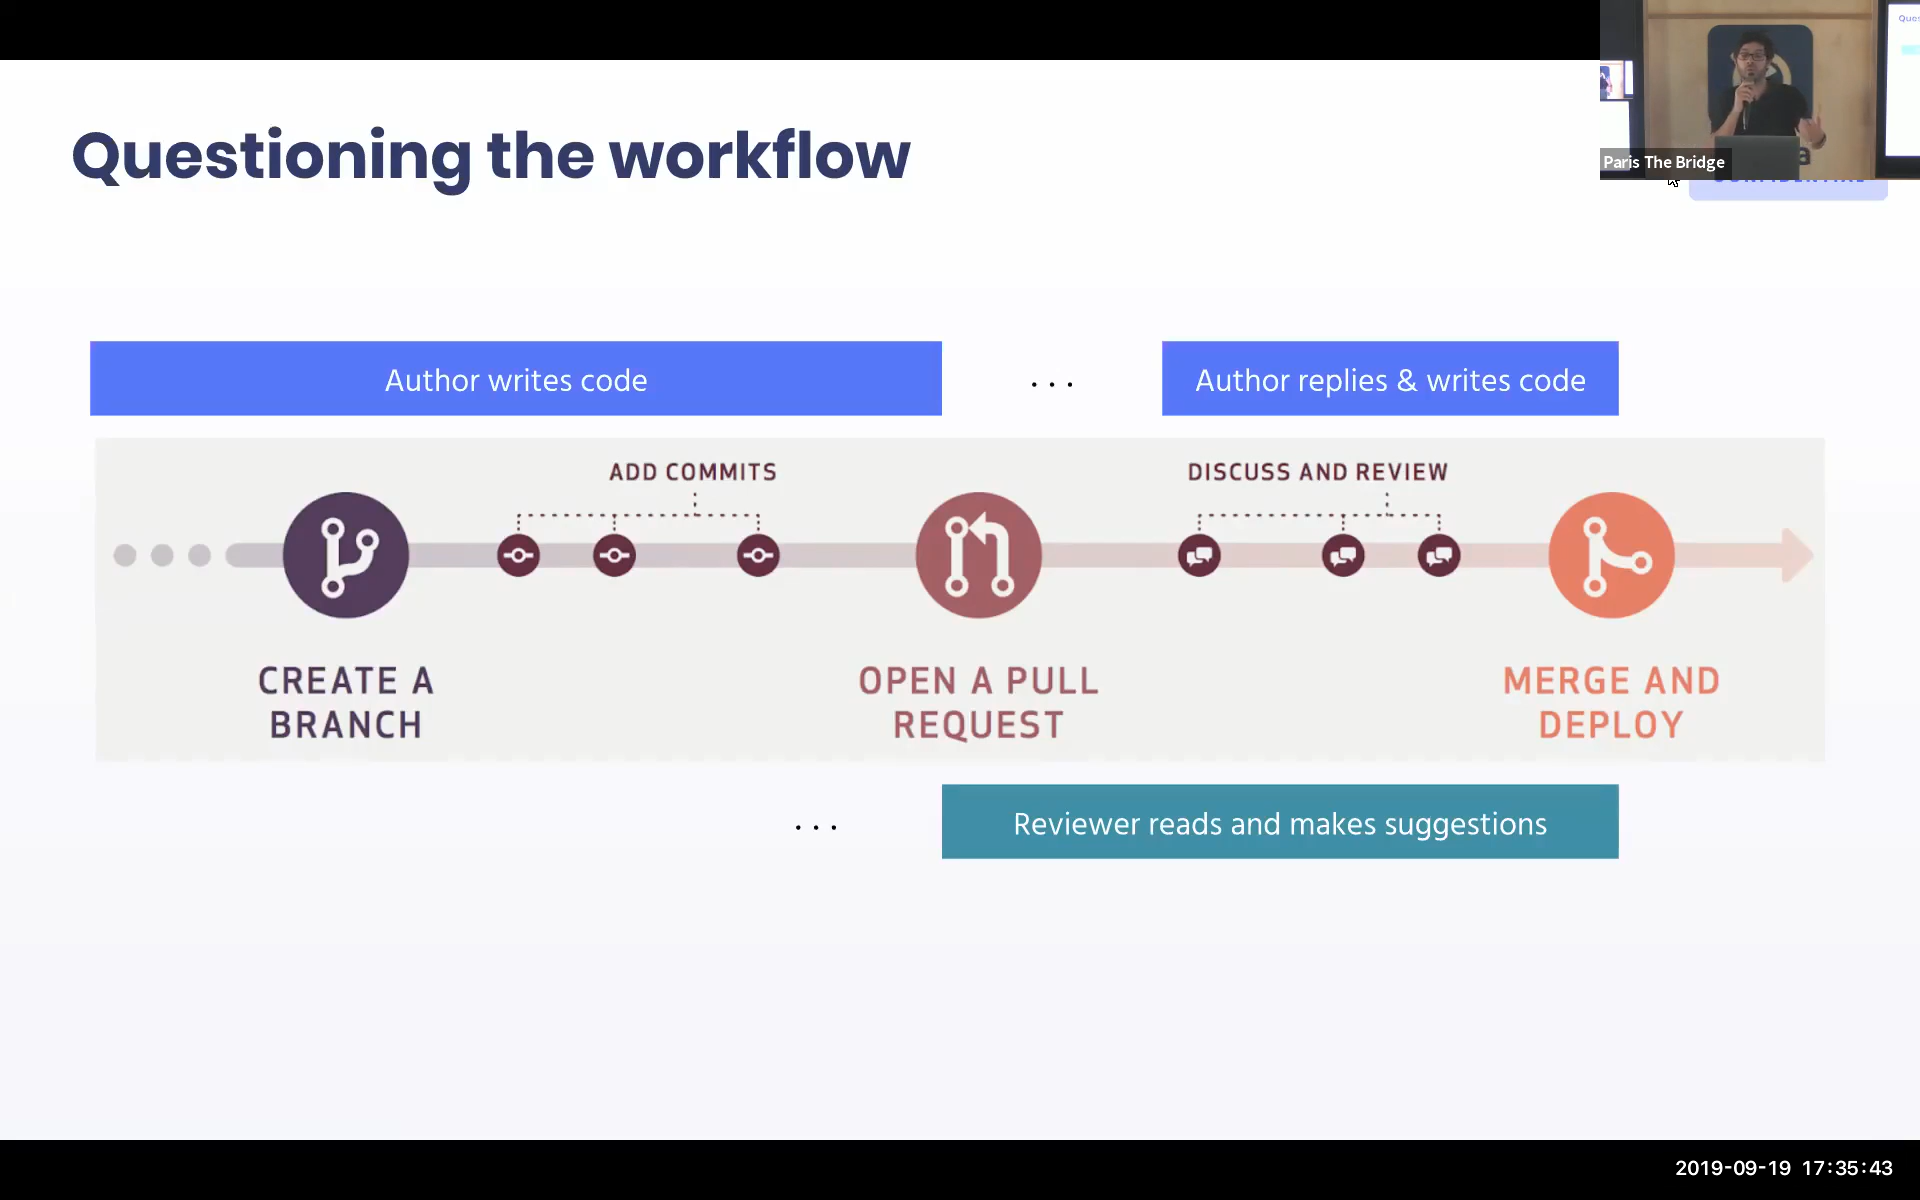 Questioning the workflow
Paris The Bridge
Author writes code
. . .
Author replies & writes code
ADD COMMITS
DISCUSS AND REVIEW
CREATE A
BRANCH
OPEN A PULL
REQUEST
MERGE AND
DEPLOY
. . .
Reviewer reads and makes suggestions
2019-09-19 17:35:43